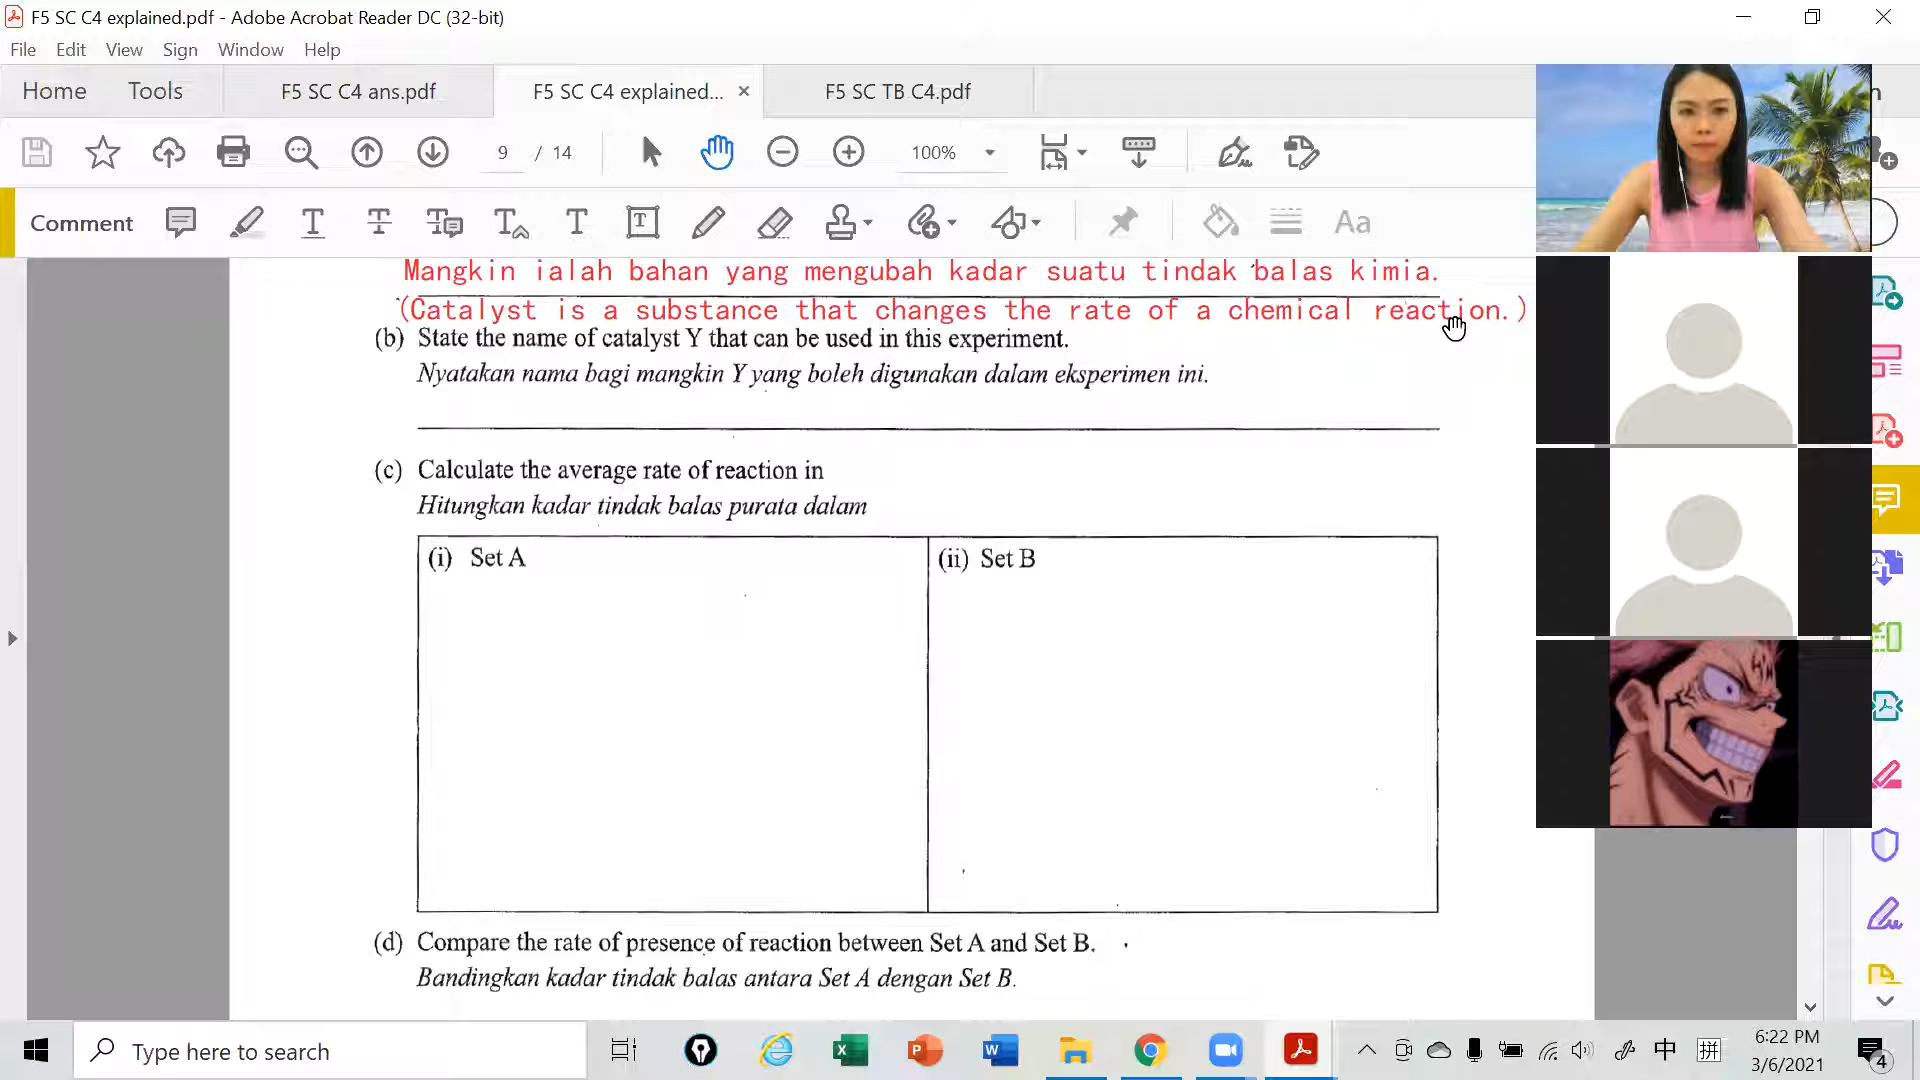 F5 SC C4 explained.pdf - Adobe Acrobat Reader DC (32-bit)
File Edit View Sign Window Help
Home Tools F5 SC C4 ans.pdf F5 SC C4 explained... × F5 SC TB C4.pdf
9 / 14 100%
Comment
Aa
Mangkin ialah bahan yang mengubah kadar suatu tindak balas kimia.
(Catalyst is a substance that changes the rate of a chemical reaction.)
(b) State the name of catalyst Y that can be used in this experiment.
Nyatakan nama bagi mangkin Y yang boleh digunakan dalam eksperimen ini.
(c) Calculate the average rate of reaction in
Hitungkan kadar tindak balas purata dalam
(i) Set A (ii) Set B
(d) Compare the rate of presence of reaction between Set A and Set B.
Bandingkan kadar tindak balas antara Set A dengan Set B.
Type here to search
中 拼
6:22 PM
3/6/2021
4